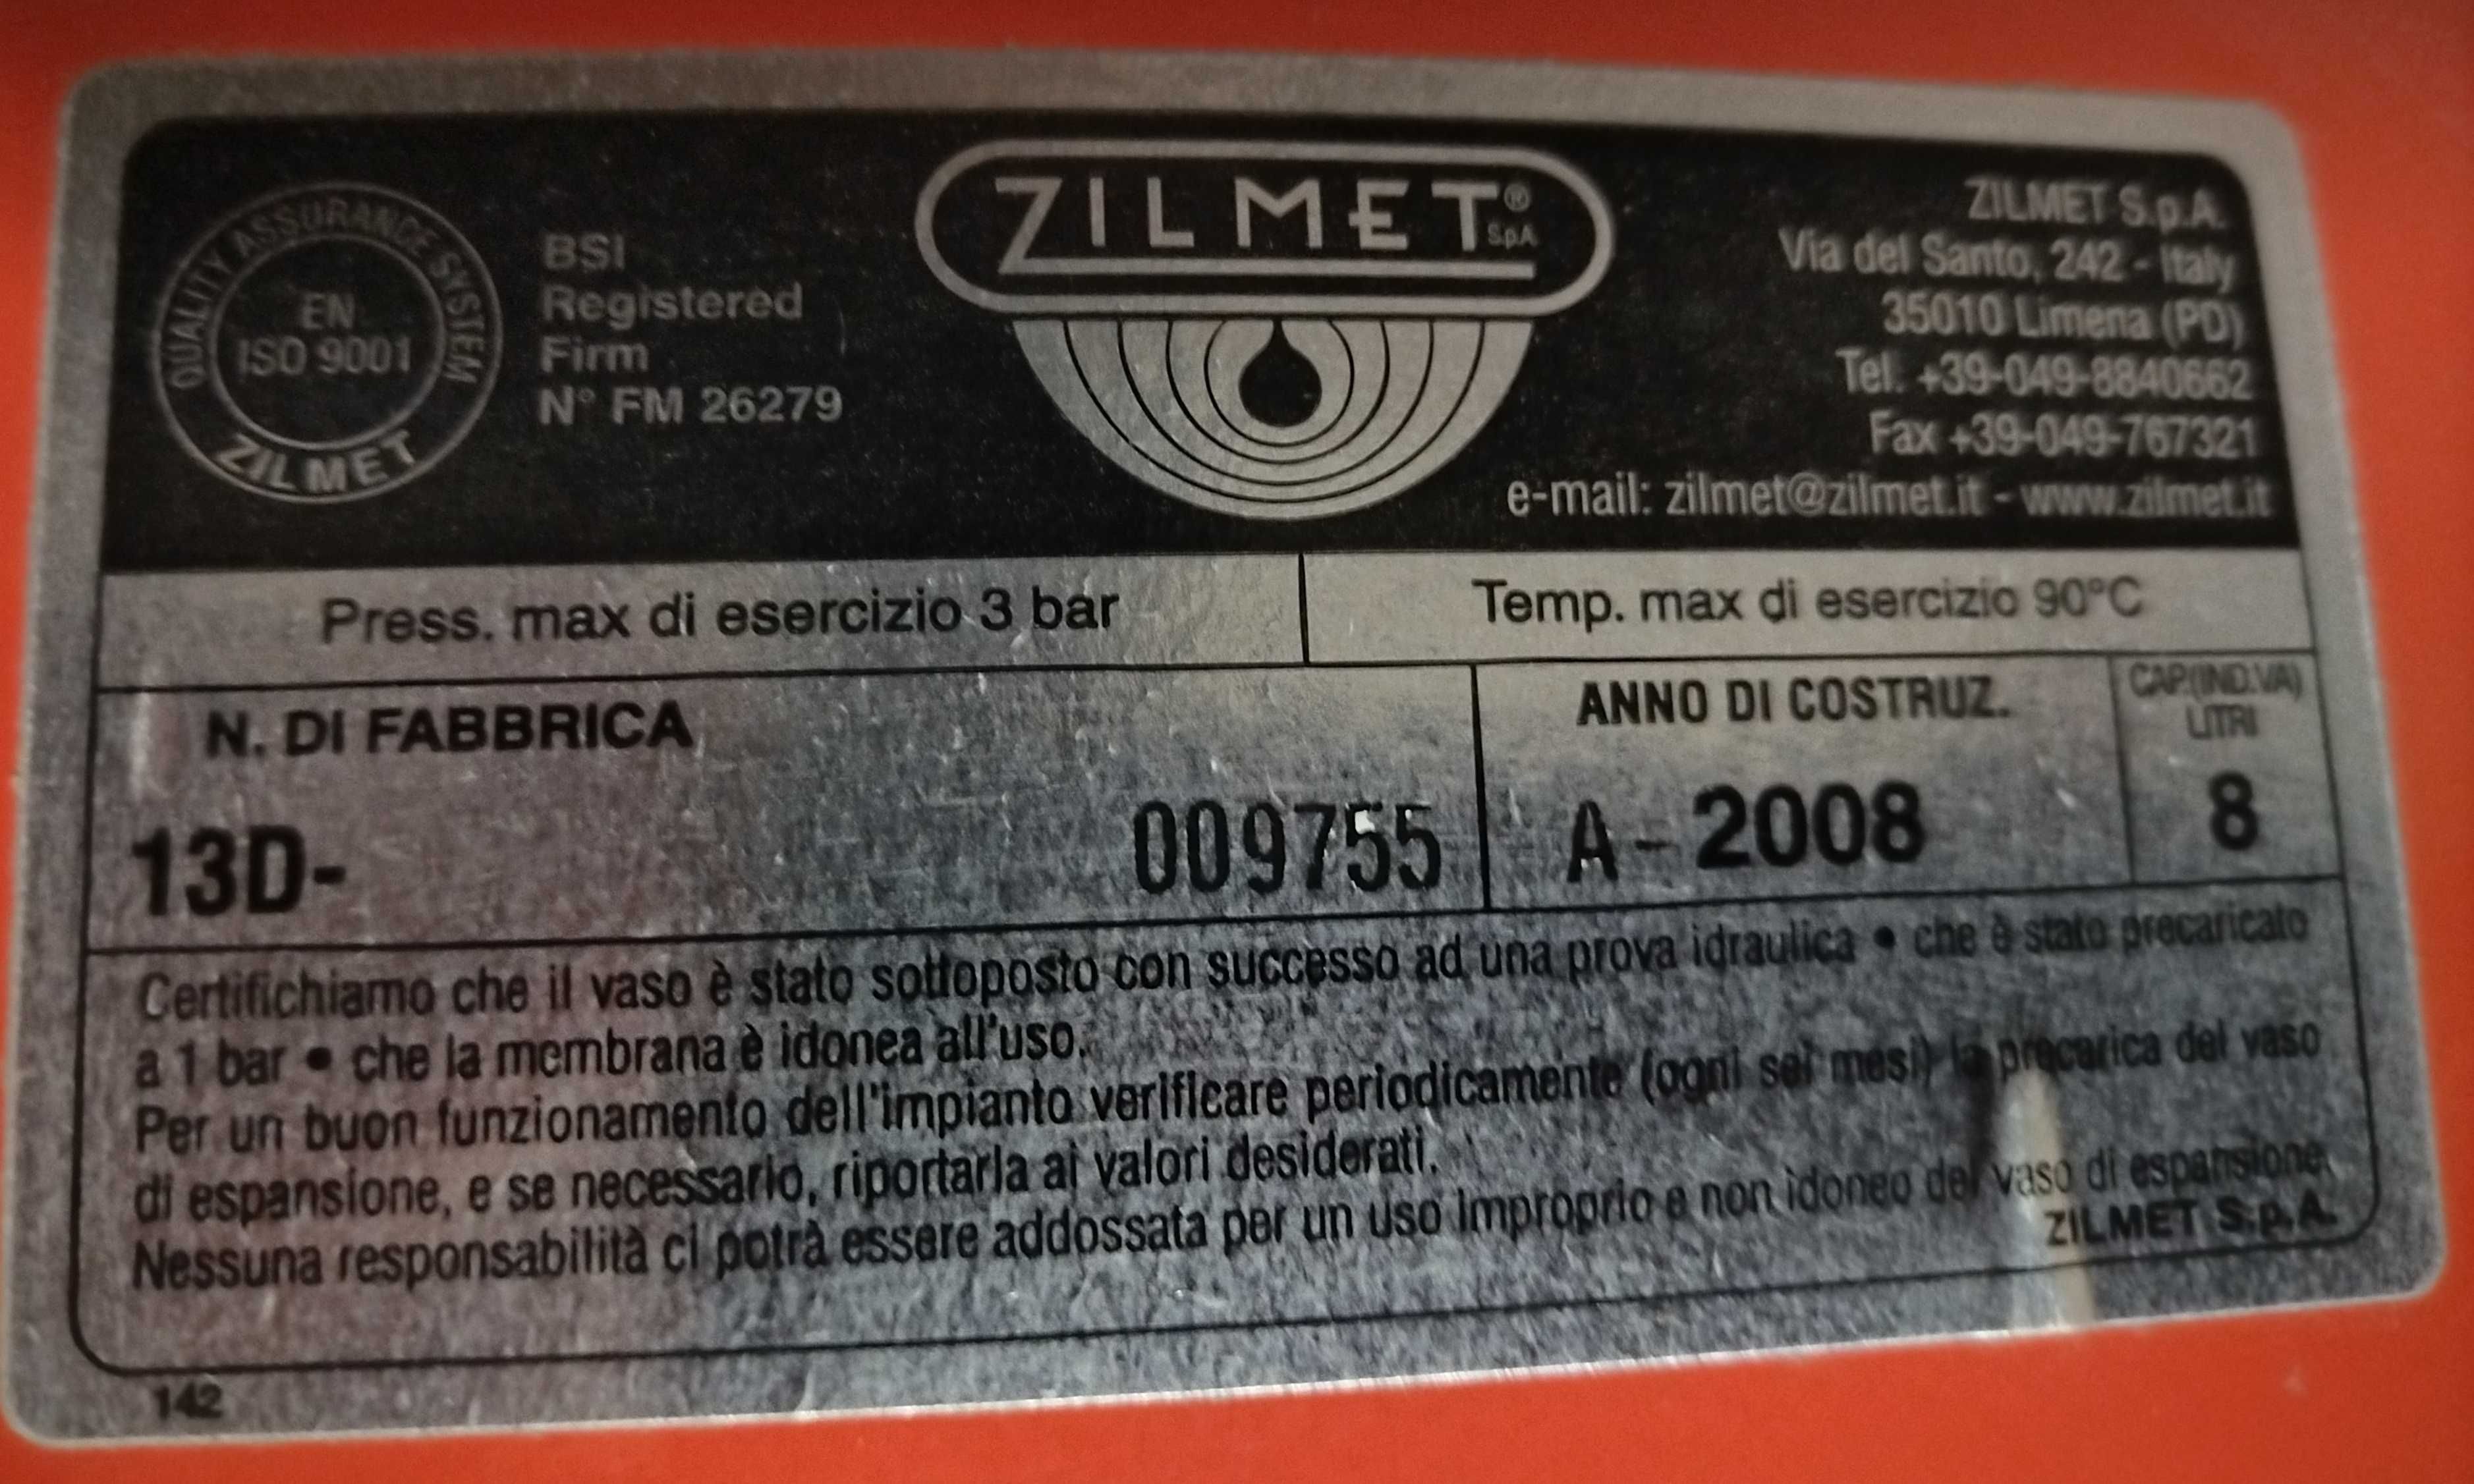 QUALITY ASSURANCE SYSTEM
EN
ISO 9001
ZILMET
BSI
Registered
Firm
N° FM 26279
ZILMET®
SpA
ZILMET S.p.A.
Via del Santo, 242 - Italy
35010 Limena (PD)
Tel. +39-049-8840662
Fax +39-049-767321
e-mail: zilmet@zilmet.it - www.zilmet.it
Press. max di esercizio 3 bar
Temp. max di esercizio 90°C
N. DI FABBRICA
13D- 009755
ANNO DI COSTRUZ.
A - 2008
CAP.(IND.VA)
LITRI
8
Certifichiamo che il vaso è stato sottoposto con successo ad una prova idraulica • che è stato precaricato
a 1 bar • che la membrana è idonea all'uso.
Per un buon funzionamento dell'impianto verificare periodicamente (ogni sei mesi) la precarica del vaso
di espansione, e se necessario, riportarla ai valori desiderati.
Nessuna responsabilità ci potrà essere addossata per un uso improprio e non idoneo del vaso di espansione.
ZILMET S.p.A.
142